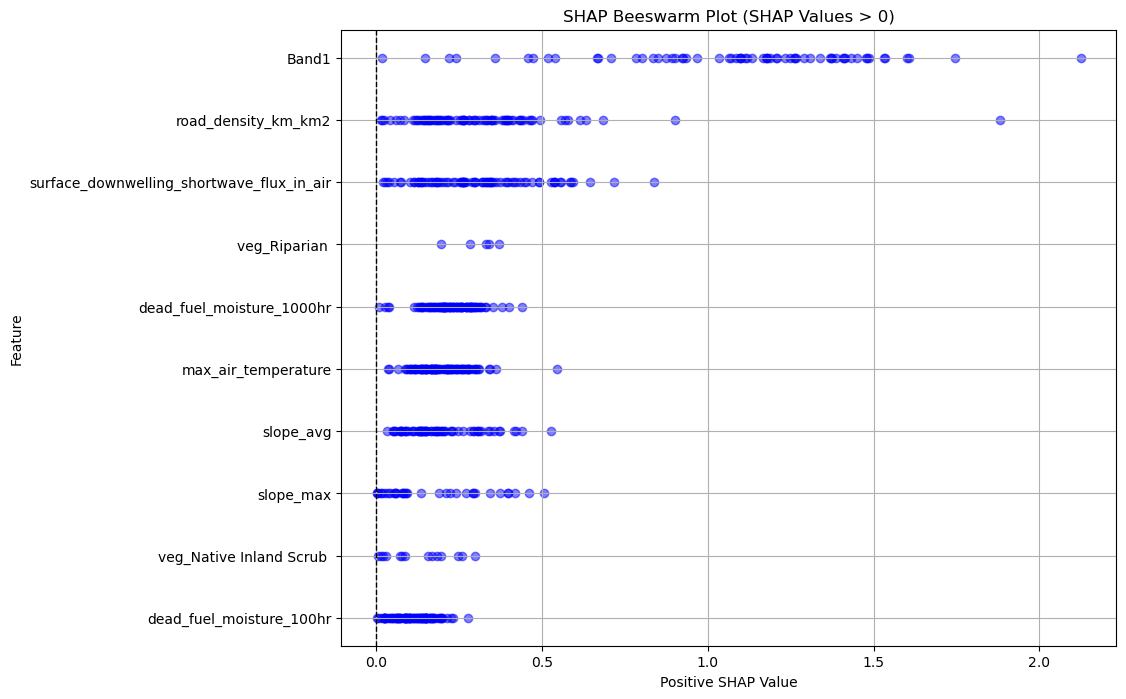 SHAP Beeswarm Plot (SHAP Values > 0)
Feature
Band1
road_density_km_km2
surface_downwelling_shortwave_flux_in_air
veg_Riparian
dead_fuel_moisture_1000hr
max_air_temperature
slope_avg
slope_max
veg_Native Inland Scrub
dead_fuel_moisture_100hr
0.0 0.5 1.0 1.5 2.0
Positive SHAP Value